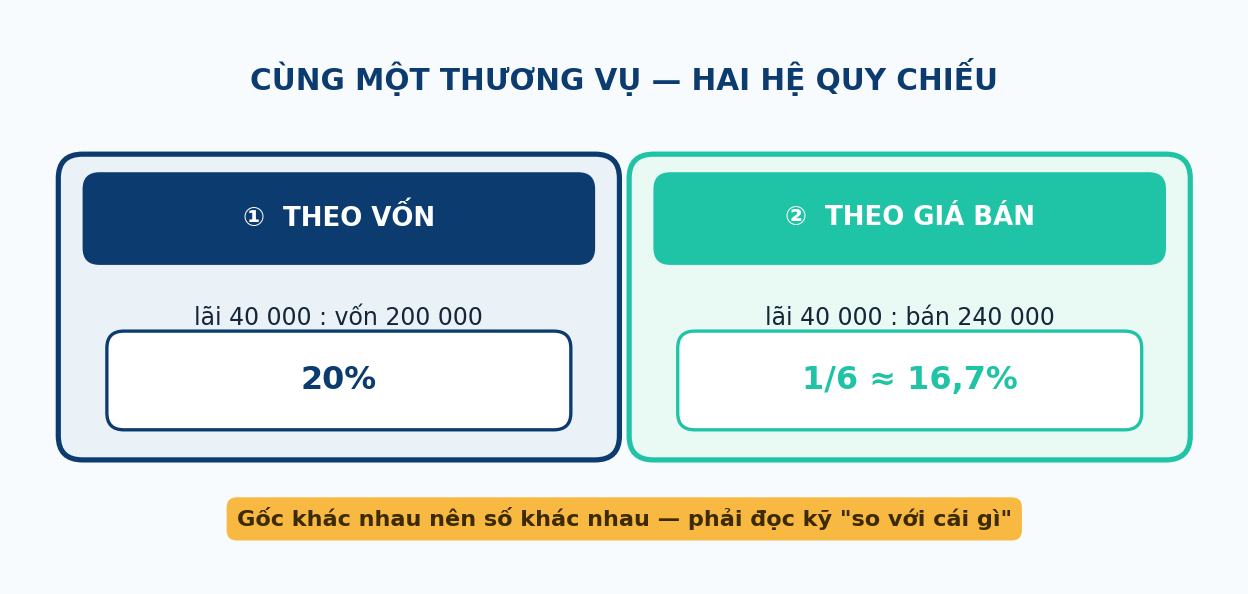 CÙNG MỘT THƯƠNG VỤ — HAI HỆ QUY CHIẾU
① THEO VỐN
lãi 40 000 : vốn 200 000
20%
② THEO GIÁ BÁN
lãi 40 000 : bán 240 000
1/6 ≈ 16,7%
Gốc khác nhau nên số khác nhau — phải đọc kỹ "so với cái gì"